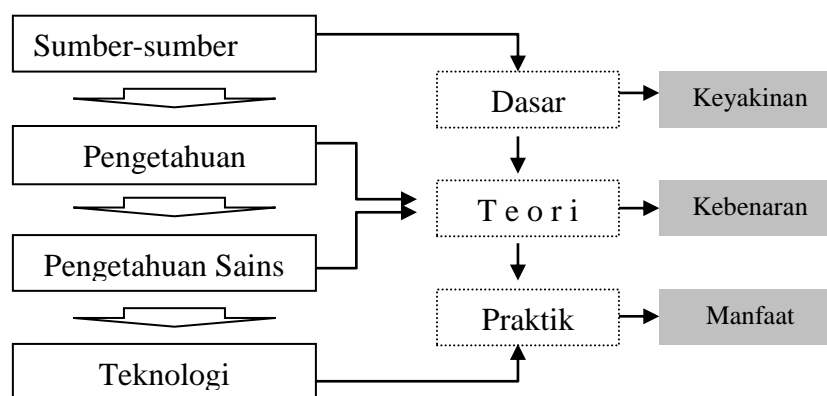 Sumber-sumber
Dasar
Keyakinan
Pengetahuan
T e o r i
Kebenaran
Pengetahuan Sains
Praktik
Manfaat
Teknologi